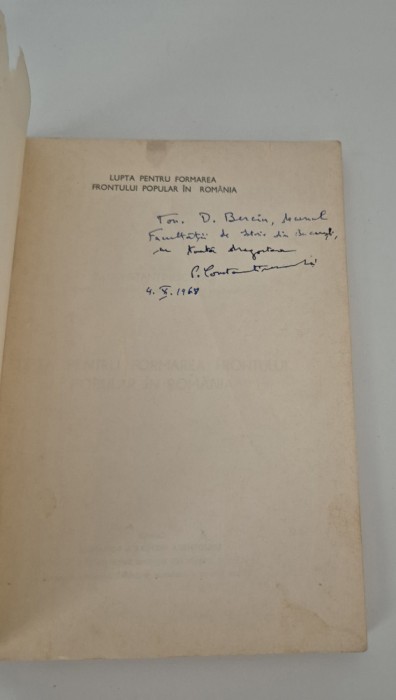 LUPTA PENTRU FORMAREA
FRONTULUI POPULAR ÎN ROMÂNIA
Tov. D. Berciu, decanul
Facultății de Istorie din București,
cu toată dragostea
4.X.1968